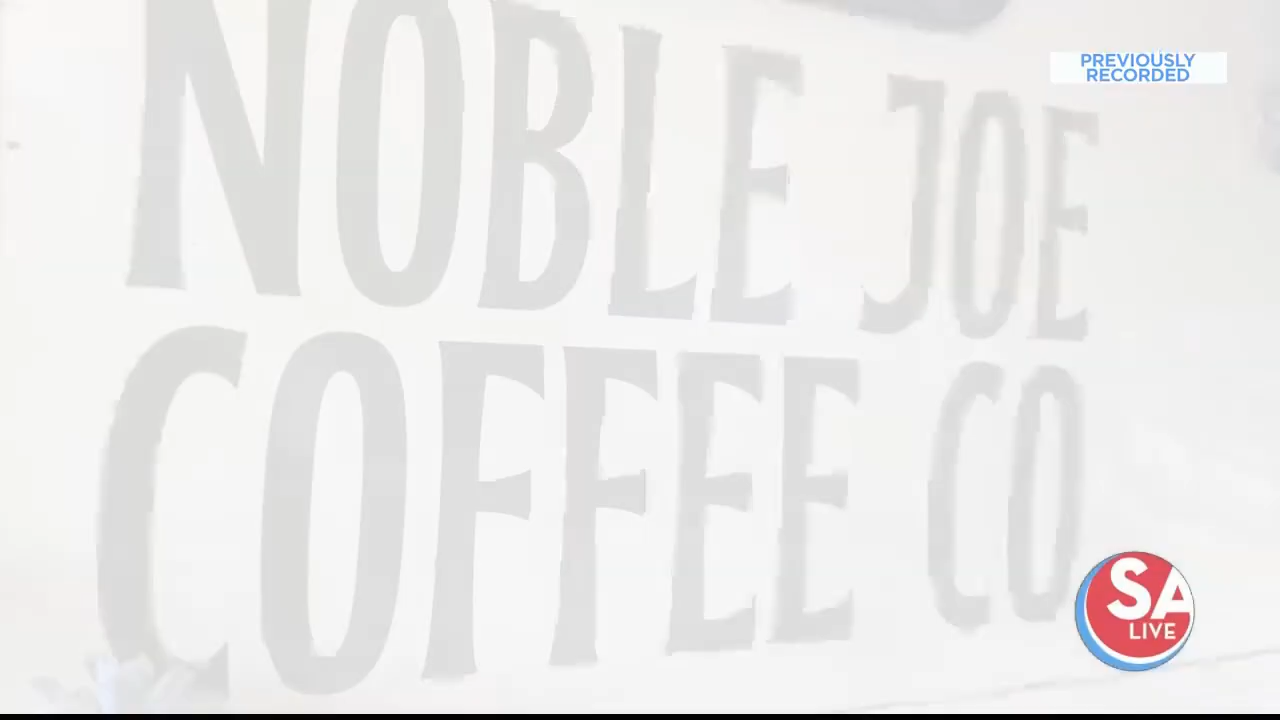 PREVIOUSLY
RECORDED
NOBLE JOE
COFFEE CO
SA
LIVE